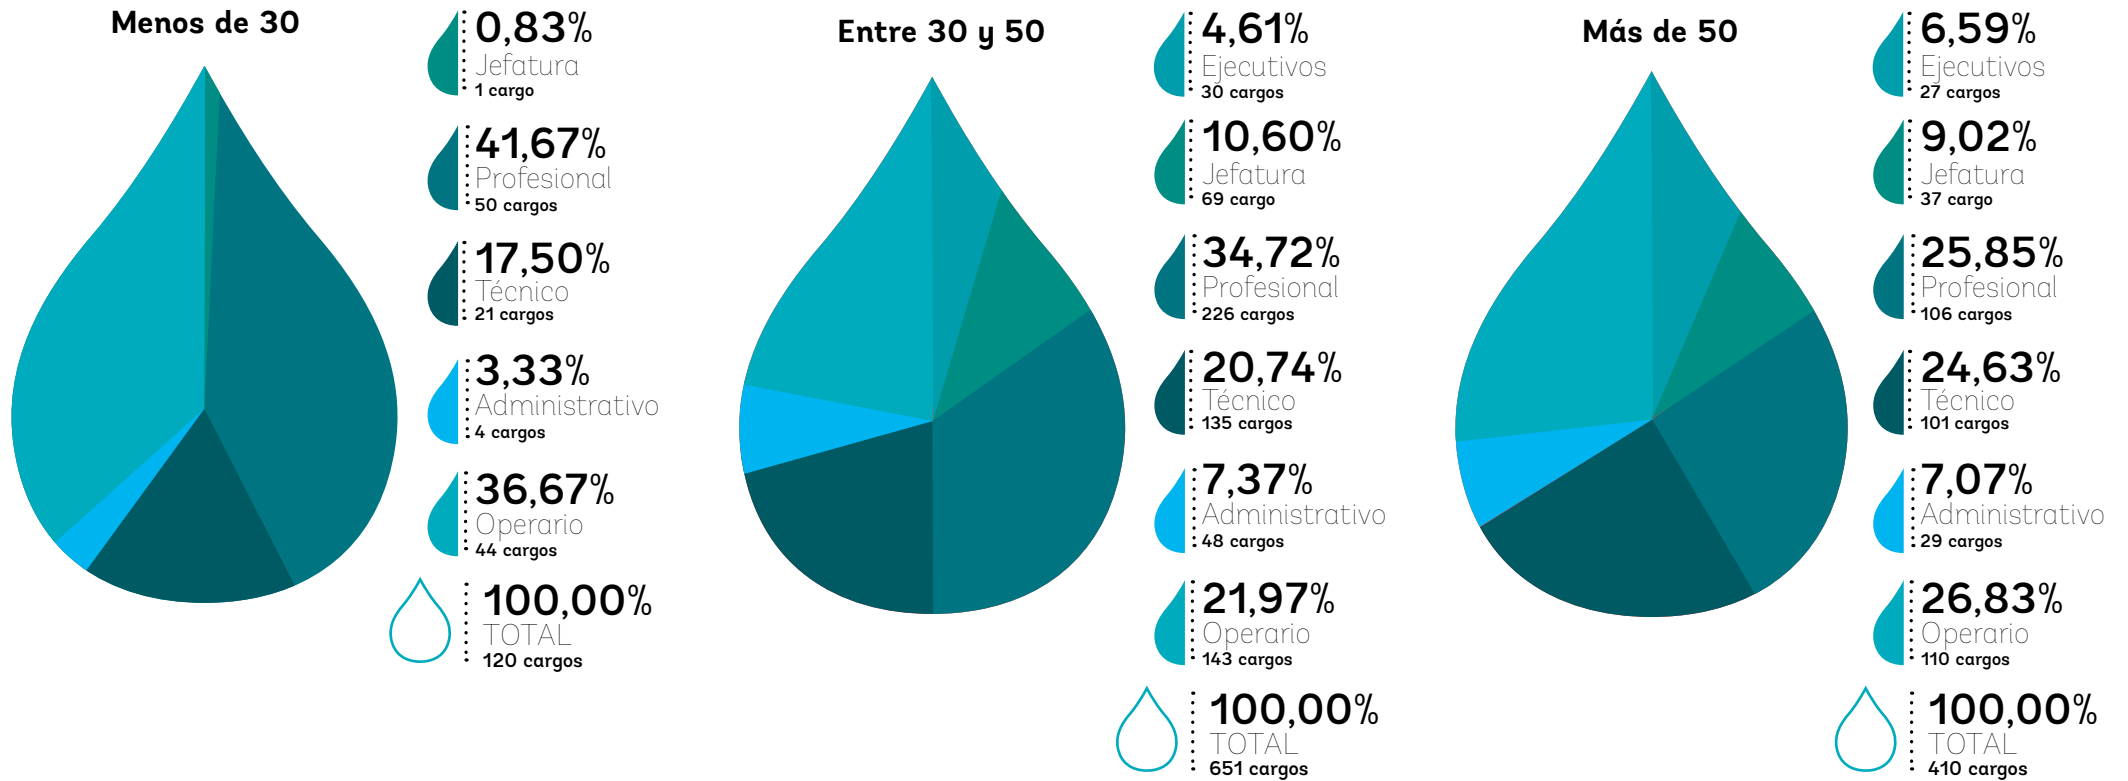 Menos de 30
0,83%
Jefatura
1 cargo
41,67%
Profesional
50 cargos
17,50%
Técnico
21 cargos
3,33%
Administrativo
4 cargos
36,67%
Operario
44 cargos
100,00%
TOTAL
120 cargos
Entre 30 y 50
4,61%
Ejecutivos
30 cargos
10,60%
Jefatura
69 cargo
34,72%
Profesional
226 cargos
20,74%
Técnico
135 cargos
7,37%
Administrativo
48 cargos
21,97%
Operario
143 cargos
100,00%
TOTAL
651 cargos
Más de 50
6,59%
Ejecutivos
27 cargos
9,02%
Jefatura
37 cargo
25,85%
Profesional
106 cargos
24,63%
Técnico
101 cargos
7,07%
Administrativo
29 cargos
26,83%
Operario
110 cargos
100,00%
TOTAL
410 cargos